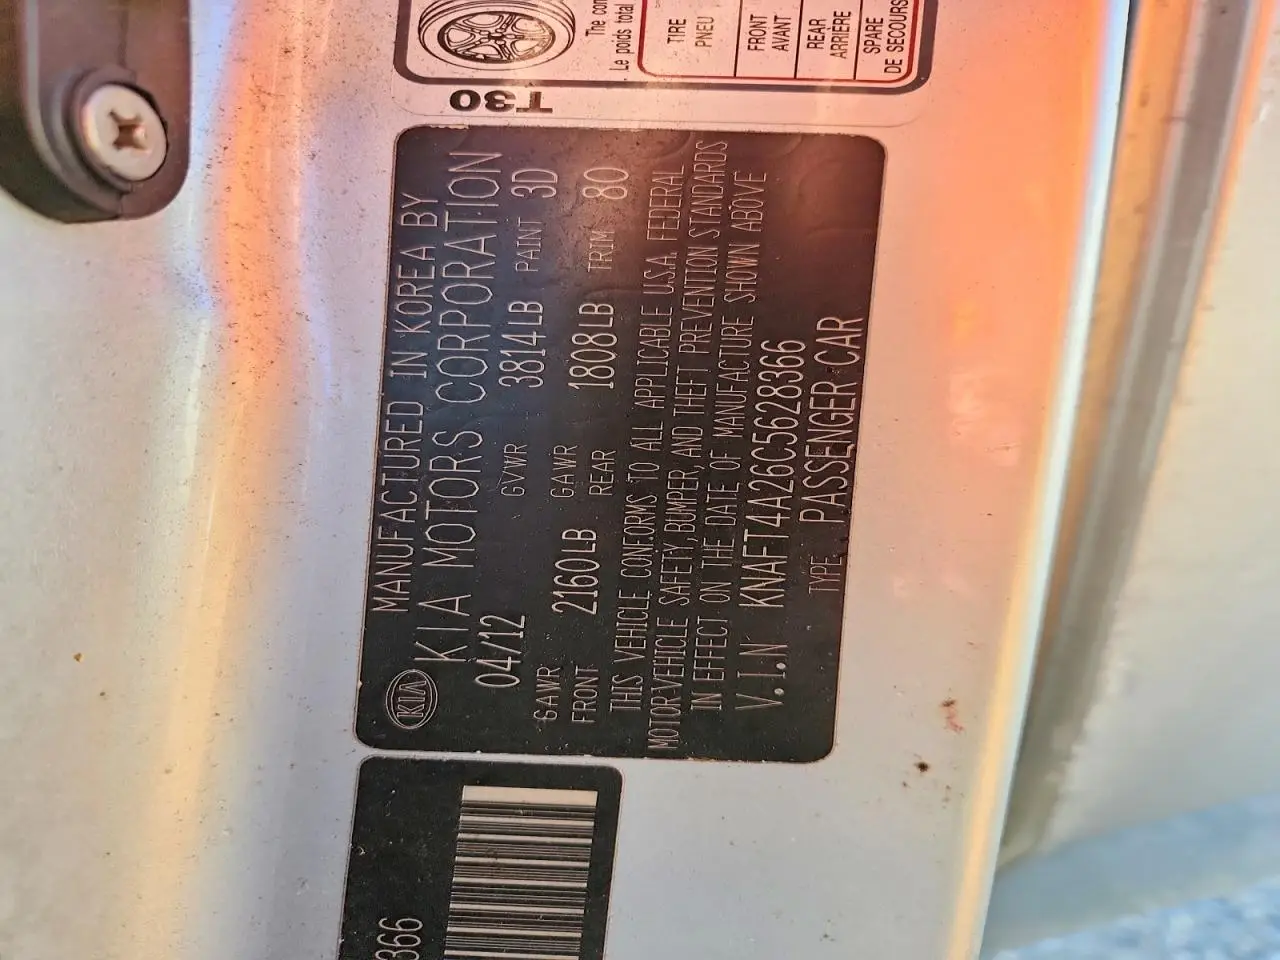 The con
Le poids total
TIRE
PNEU
FRONT
AVANT
REAR
ARRIÈRE
SPARE
DE SECOURS
T30
MANUFACTURED IN KOREA BY
KIA KIA MOTORS CORPORATION
04/12 GVWR 3814LB PAINT 3D
GAWR FRONT 2160LB GAWR REAR 1808LB TRIM 80
THIS VEHICLE CONFORMS TO ALL APPLICABLE U.S.A. FEDERAL
MOTOR VEHICLE SAFETY, BUMPER, AND THEFT PREVENTION STANDARDS
IN EFFECT ON THE DATE OF MANUFACTURE SHOWN ABOVE
V.I.N KNAFT4A26C5628366
TYPE PASSENGER CAR
366